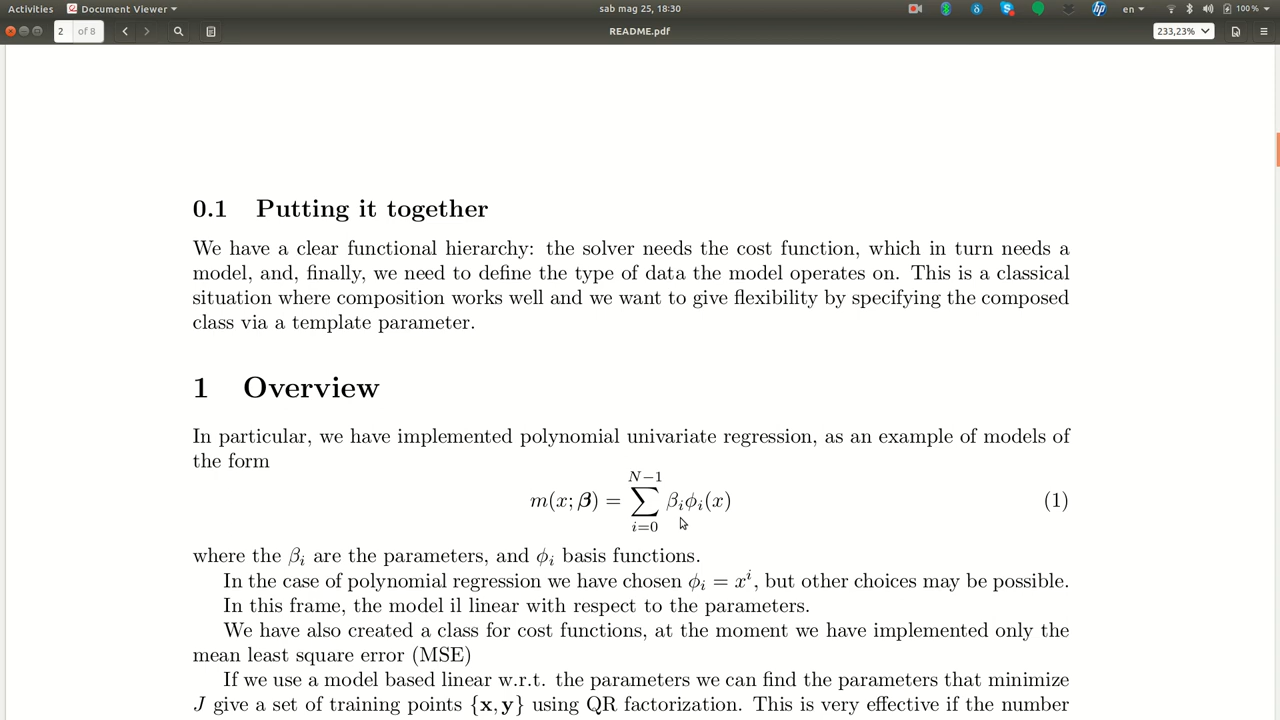 Activities Document Viewer sab mag 25, 18:30 en 100 %
2 of 8 README.pdf 233,23%
0.1 Putting it together
We have a clear functional hierarchy: the solver needs the cost function, which in turn needs a
model, and, finally, we need to define the type of data the model operates on. This is a classical
situation where composition works well and we want to give flexibility by specifying the composed
class via a template parameter.
1 Overview
In particular, we have implemented polynomial univariate regression, as an example of models of
the form
m(x; β) = ∑_{i=0}^{N−1} β_i ϕ_i(x) (1)
where the β_i are the parameters, and ϕ_i basis functions.
In the case of polynomial regression we have chosen ϕ_i = x^i, but other choices may be possible.
In this frame, the model il linear with respect to the parameters.
We have also created a class for cost functions, at the moment we have implemented only the
mean least square error (MSE)
If we use a model based linear w.r.t. the parameters we can find the parameters that minimize
J give a set of training points {x, y} using QR factorization. This is very effective if the number